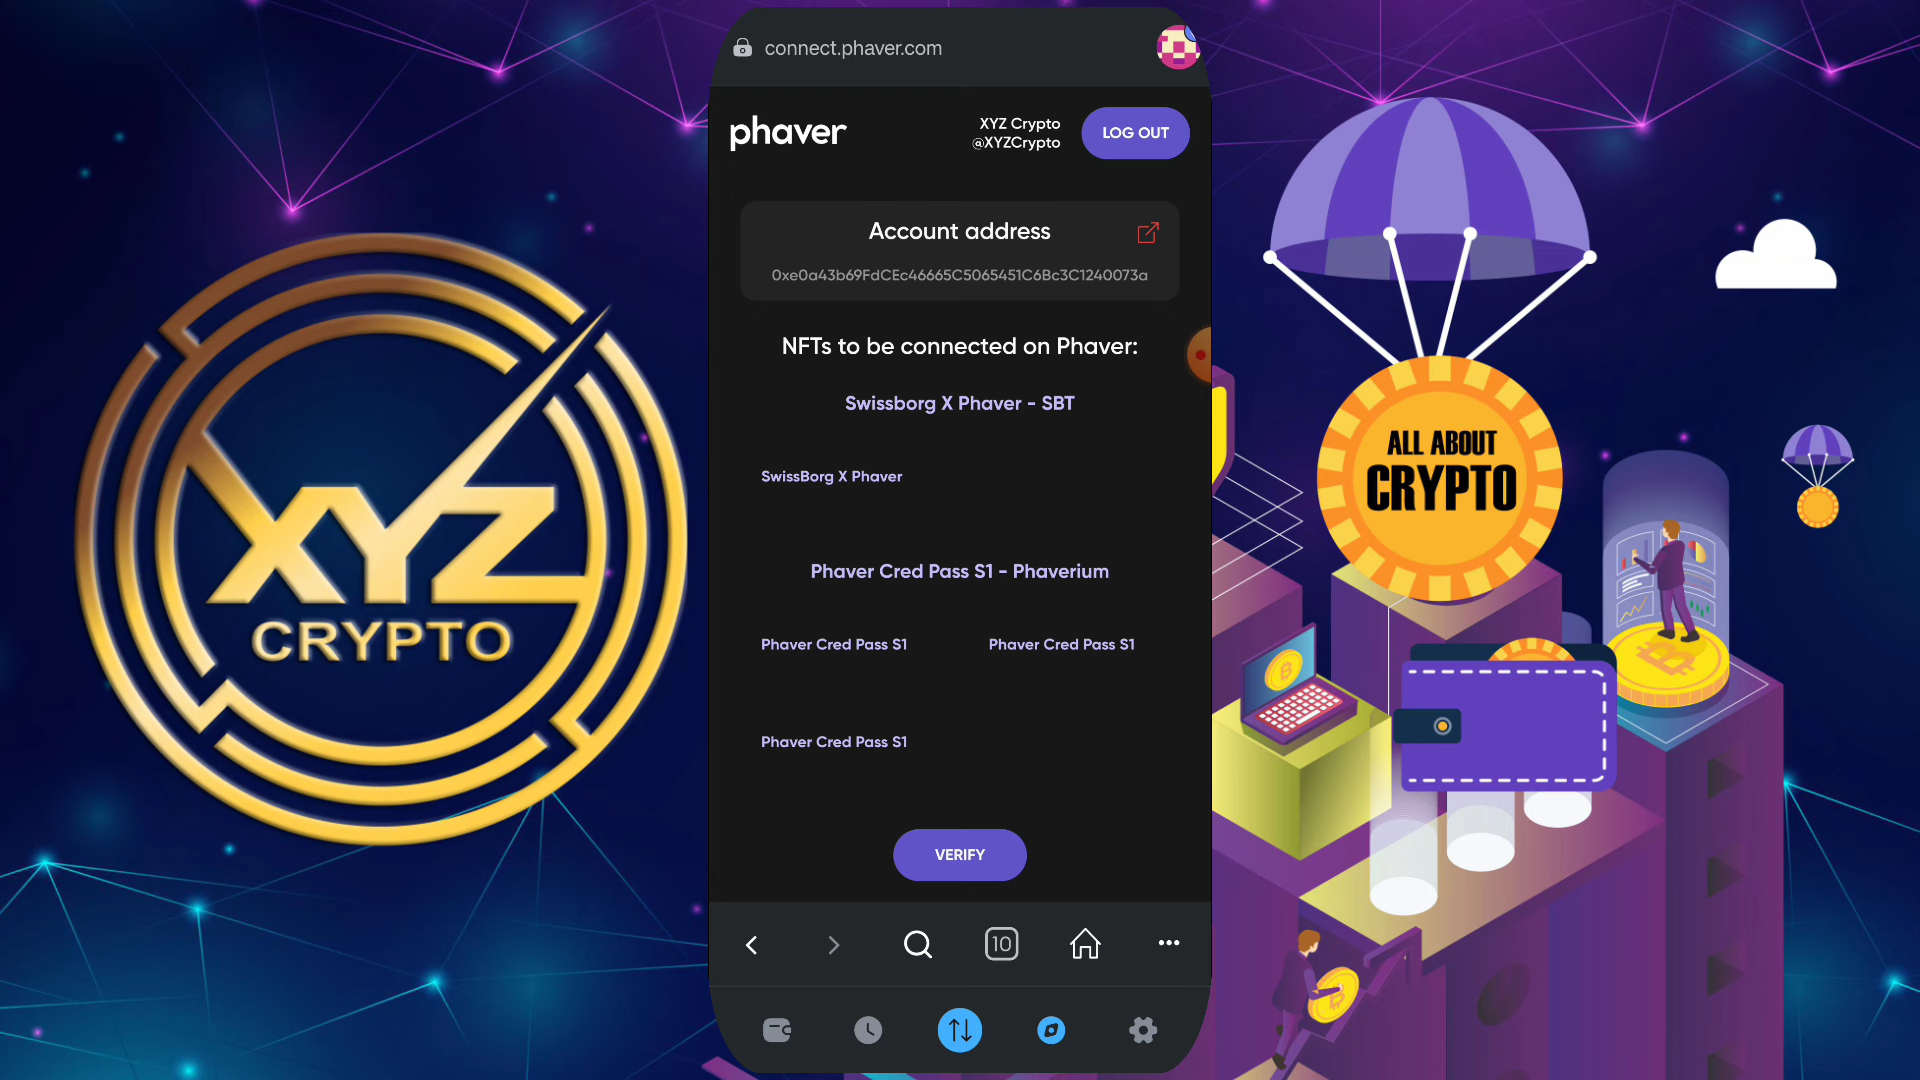 connect.phaver.com
phaver
XYZ Crypto
@XYZCrypto
LOG OUT
Account address
0xe0a43b69FdCEc46665C5065451C6Bc3C1240073a
NFTs to be connected on Phaver:
Swissborg X Phaver - SBT
SwissBorg X Phaver
Phaver Cred Pass S1 - Phaverium
Phaver Cred Pass S1
Phaver Cred Pass S1
Phaver Cred Pass S1
VERIFY
10
XYZ
CRYPTO
ALL ABOUT
CRYPTO